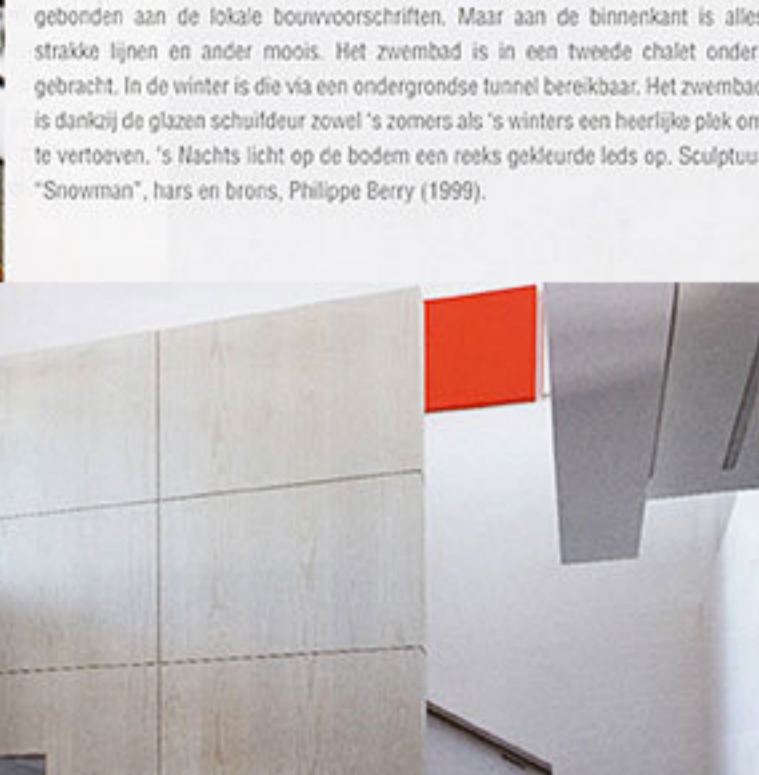 gebonden aan de lokale bouwvoorschriften. Maar aan de binnenkant is alles
strakke lijnen en ander moois. Het zwembad is in een tweede chalet onder
gebracht. In de winter is die via een ondergrondse tunnel bereikbaar. Het zwembad
is dankzij de glazen schuifdeur zowel 's zomers als 's winters een heerlijke plek om
te vertoeven. 's Nachts licht op de bodem een reeks gekleurde leds op. Sculptuu
"Snowman", hars en brons, Philippe Berry (1999).